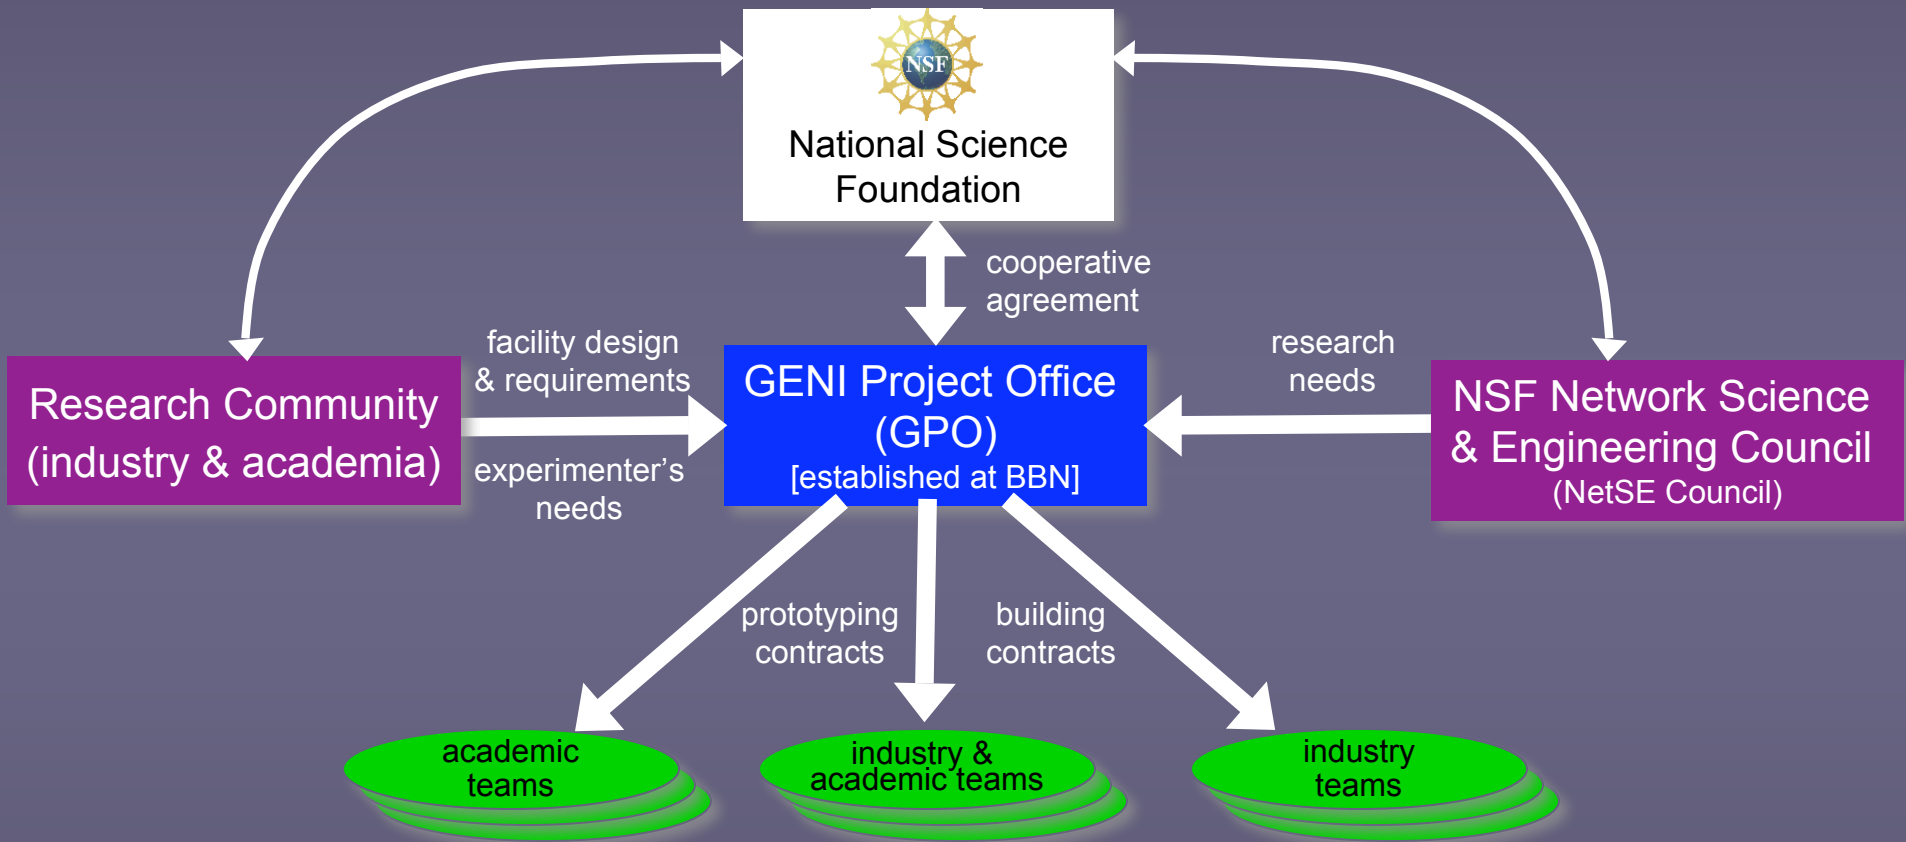 NSF
National Science
Foundation
cooperative
agreement
facility design
& requirements
research
needs
Research Community
(industry & academia)
GENI Project Office
(GPO)
[established at BBN]
NSF Network Science
& Engineering Council
(NetSE Council)
experimenter's
needs
prototyping
contracts
building
contracts
academic
teams
industry &
academic teams
industry
teams